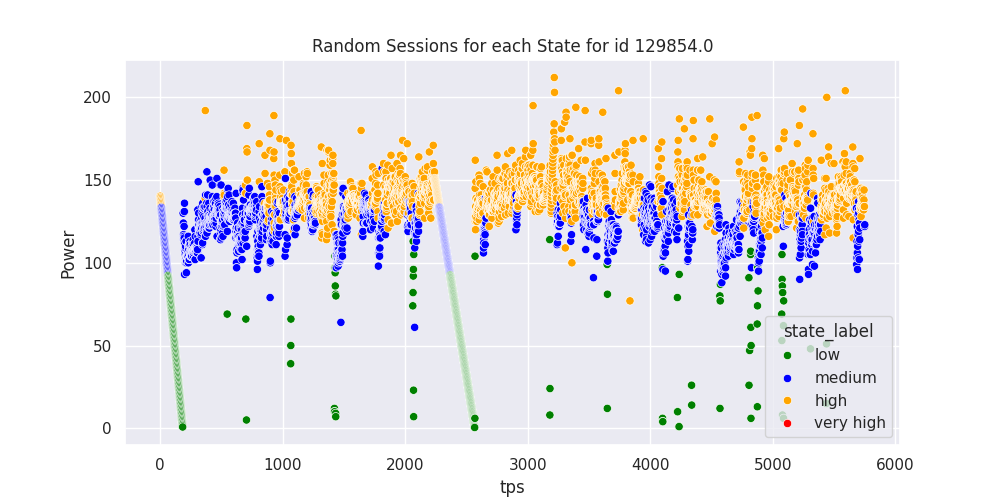 Random Sessions for each State for id 129854.0
Power
200
150
100
50
0
0 1000 2000 3000 4000 5000 6000
tps
state_label
low
medium
high
very high